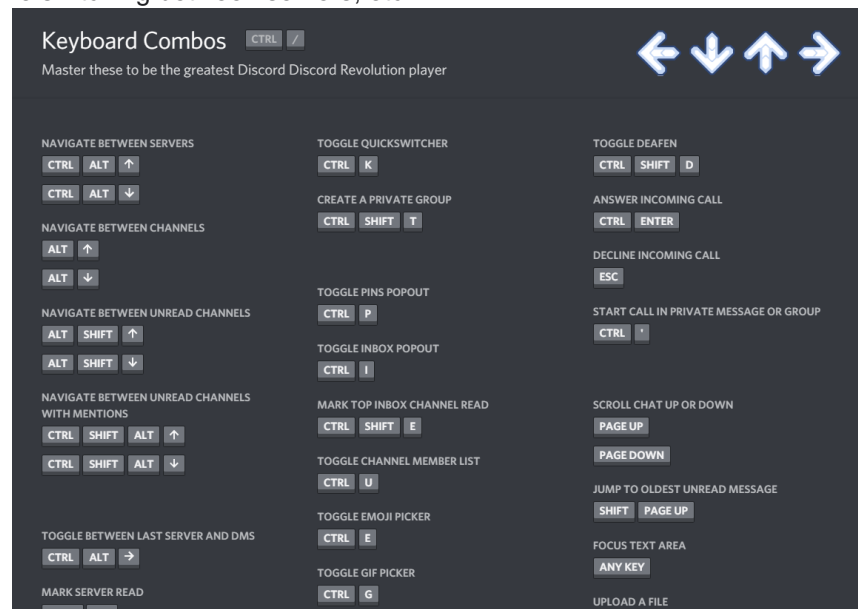 Keyboard Combos CTRL /
Master these to be the greatest Discord Discord Revolution player
NAVIGATE BETWEEN SERVERS
CTRL ALT ↑
CTRL ALT ↓
NAVIGATE BETWEEN CHANNELS
ALT ↑
ALT ↓
NAVIGATE BETWEEN UNREAD CHANNELS
ALT SHIFT ↑
ALT SHIFT ↓
NAVIGATE BETWEEN UNREAD CHANNELS
WITH MENTIONS
CTRL SHIFT ALT ↑
CTRL SHIFT ALT ↓
TOGGLE BETWEEN LAST SERVER AND DMS
CTRL ALT →
MARK SERVER READ
TOGGLE QUICKSWITCHER
CTRL K
CREATE A PRIVATE GROUP
CTRL SHIFT T
TOGGLE PINS POPOUT
CTRL P
TOGGLE INBOX POPOUT
CTRL I
MARK TOP INBOX CHANNEL READ
CTRL SHIFT E
TOGGLE CHANNEL MEMBER LIST
CTRL U
TOGGLE EMOJI PICKER
CTRL E
TOGGLE GIF PICKER
CTRL G
TOGGLE DEAFEN
CTRL SHIFT D
ANSWER INCOMING CALL
CTRL ENTER
DECLINE INCOMING CALL
ESC
START CALL IN PRIVATE MESSAGE OR GROUP
CTRL '
SCROLL CHAT UP OR DOWN
PAGE UP
PAGE DOWN
JUMP TO OLDEST UNREAD MESSAGE
SHIFT PAGE UP
FOCUS TEXT AREA
ANY KEY
UPLOAD A FILE